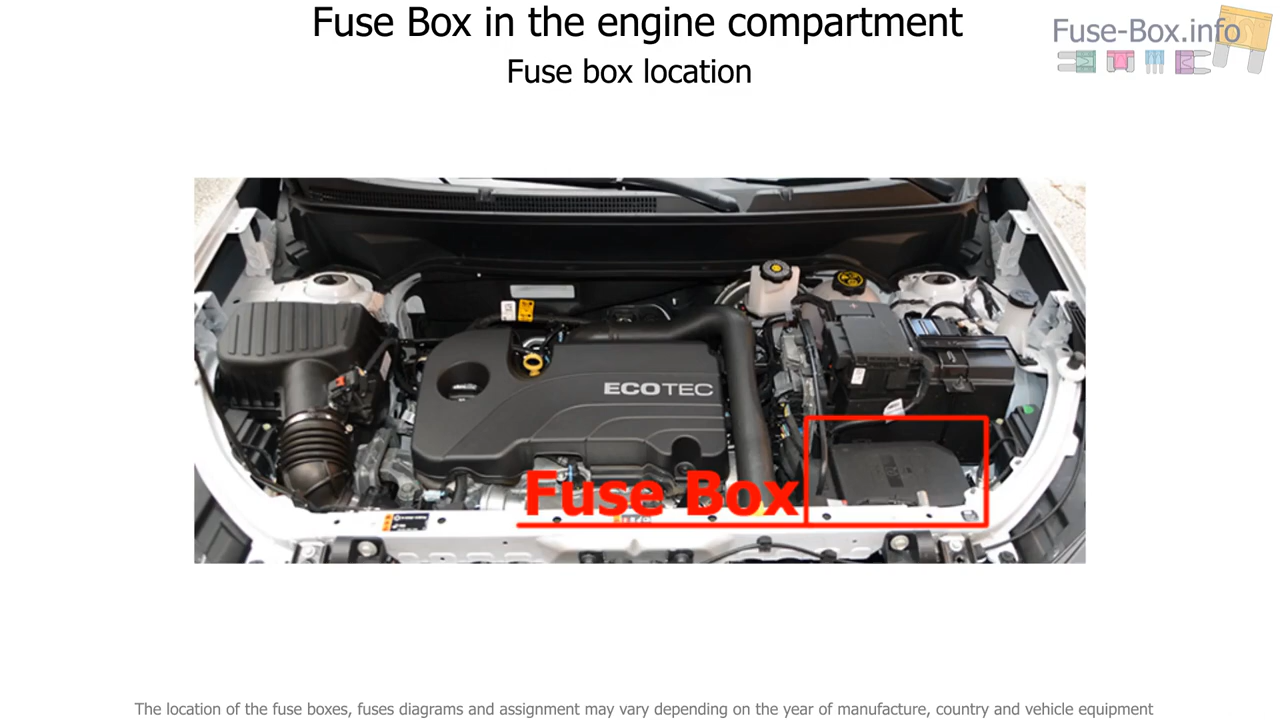 Fuse Box in the engine compartment
Fuse-Box.info
Fuse box location
ECOTEC
Fuse Box
The location of the fuse boxes, fuses diagrams and assignment may vary depending on the year of manufacture, country and vehicle equipment